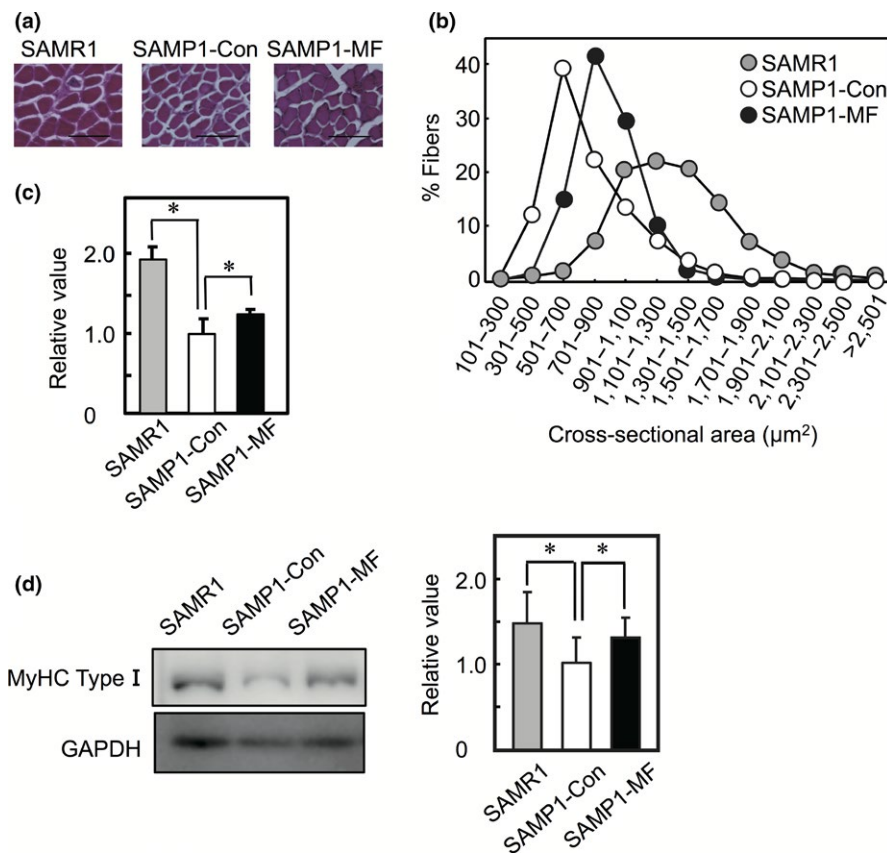 (a)
SAMR1 SAMP1-Con SAMP1-MF
(b)
% Fibers
40
30
20
10
0
SAMR1
SAMP1-Con
SAMP1-MF
101–300
301–500
501–700
701–900
901–1,100
1,101–1,300
1,301–1,500
1,501–1,700
1,701–1,900
1,901–2,100
2,101–2,300
2,301–2,500
>2,501
Cross-sectional area (µm²)
(c)
Relative value
2.0
1.0
0
* *
SAMR1
SAMP1-Con
SAMP1-MF
(d)
SAMR1
SAMP1-Con
SAMP1-MF
MyHC Type I
GAPDH
Relative value
2.0
1.0
0
* *
SAMR1
SAMP1-Con
SAMP1-MF